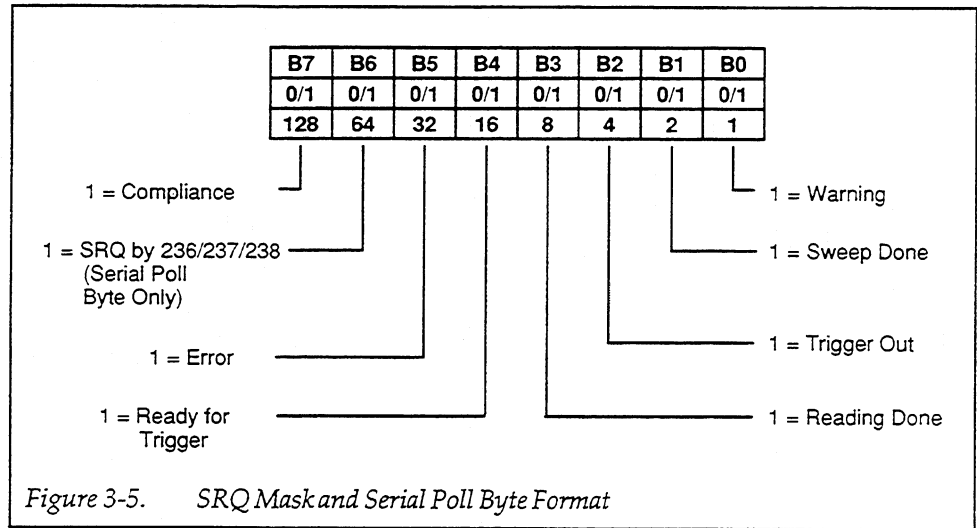 B7 B6 B5 B4 B3 B2 B1 B0
0/1 0/1 0/1 0/1 0/1 0/1 0/1 0/1
128 64 32 16 8 4 2 1
1 = Compliance
1 = SRQ by 236/237/238
(Serial Poll
Byte Only)
1 = Error
1 = Ready for
Trigger
1 = Warning
1 = Sweep Done
1 = Trigger Out
1 = Reading Done
Figure 3-5. SRQ Mask and Serial Poll Byte Format